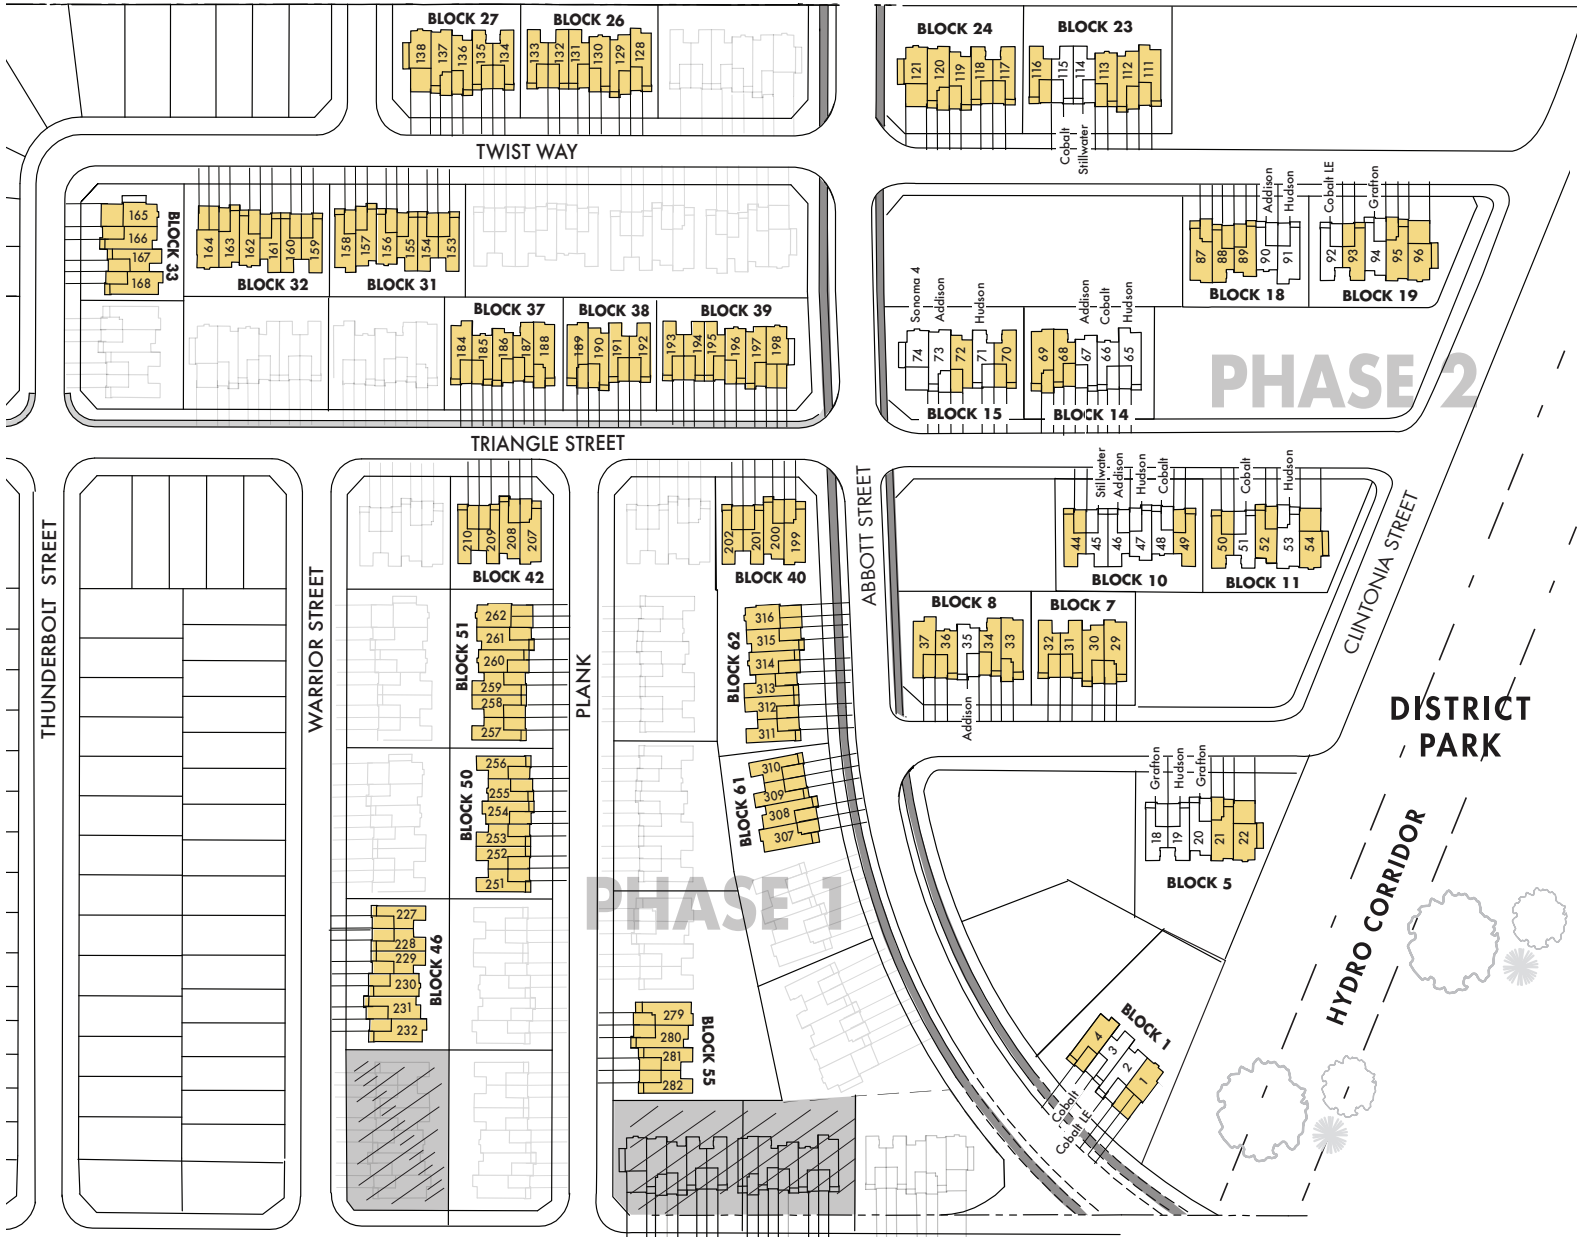 BLOCK 27
BLOCK 26
BLOCK 24
BLOCK 23
138
137
136
135
134
133
132
131
130
129
128
121
120
119
118
117
116
115
114
113
112
111
Cobalt
Stillwater
TWIST WAY
165
166
167
168
BLOCK 33
164
163
162
161
160
159
BLOCK 32
158
157
156
155
154
153
BLOCK 31
Addison
Hudson
Cobalt LE
Grafton
87
88
89
90
91
BLOCK 18
92
93
94
95
96
BLOCK 19
BLOCK 37
BLOCK 38
BLOCK 39
184
185
186
187
188
189
190
191
192
193
194
195
196
197
198
Sonoma 4
Addison
Hudson
Addison
Cobalt
Hudson
74
73
72
71
70
BLOCK 15
69
68
67
66
65
BLOCK 14
PHASE 2
TRIANGLE STREET
THUNDERBOLT STREET
WARRIOR STREET
PLANK
ABBOTT STREET
CLINTONIA STREET
210
209
208
207
BLOCK 42
202
201
200
199
BLOCK 40
Stillwater
Addison
Hudson
Cobalt
Cobalt
Hudson
44
45
46
47
48
49
BLOCK 10
50
51
52
53
54
BLOCK 11
BLOCK 8
BLOCK 7
37
36
35
34
33
32
31
30
29
Addison
262
261
260
259
258
257
BLOCK 51
316
315
314
313
312
311
BLOCK 62
256
255
254
253
252
251
BLOCK 50
310
309
308
307
BLOCK 61
DISTRICT
PARK
HYDRO CORRIDOR
Grafton
Hudson
Grafton
18
19
20
21
22
BLOCK 5
PHASE 1
227
228
229
230
231
232
BLOCK 46
279
280
281
282
BLOCK 55
BLOCK 1
4
3
2
1
Cobalt
Cobalt LE